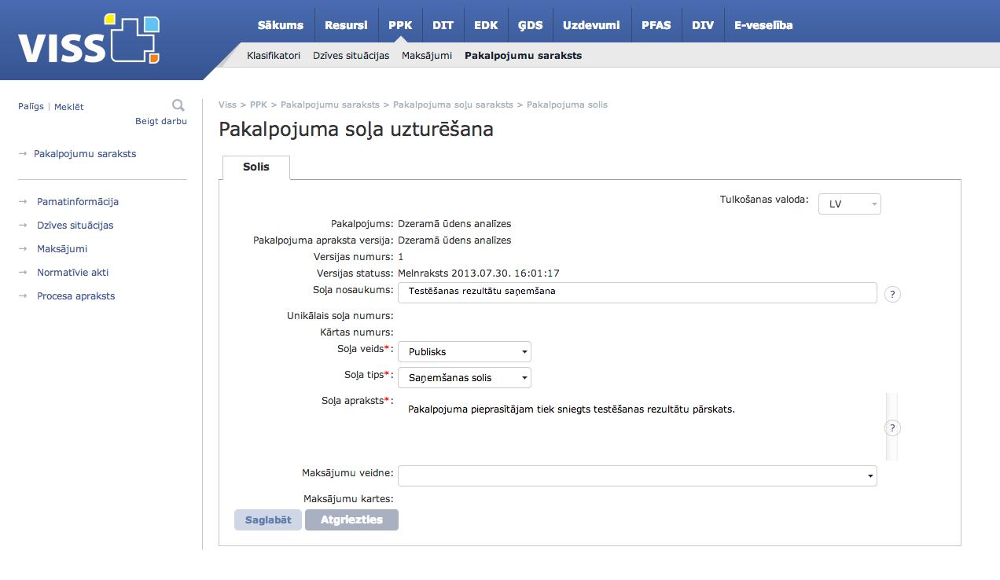 VISS
Sākums Resursi PPK DIT EDK ĢDS Uzdevumi PFAS DIV E-veselība
Klasifikatori Dzīves situācijas Maksājumi Pakalpojumu saraksts
Palīgs | Meklēt
Beigt darbu
→ Pakalpojumu saraksts
→ Pamatinformācija
→ Dzīves situācijas
→ Maksājumi
→ Normatīvie akti
→ Procesa apraksts
Viss > PPK > Pakalpojumu saraksts > Pakalpojuma soļu saraksts > Pakalpojuma solis
Pakalpojuma soļa uzturēšana
Solis
Tulkošanas valoda: LV
Pakalpojums: Dzeramā ūdens analīzes
Pakalpojuma apraksta versija: Dzeramā ūdens analīzes
Versijas numurs: 1
Versijas statuss: Melnraksts 2013.07.30. 16:01:17
Soļa nosaukums: Testēšanas rezultātu saņemšana ?
Unikālais soļa numurs:
Kārtas numurs:
Soļa veids*: Publisks
Soļa tips*: Saņemšanas solis
Soļa apraksts*: Pakalpojuma pieprasītājam tiek sniegts testēšanas rezultātu pārskats. ?
Maksājumu veidne:
Maksājumu kartes:
Saglabāt Atgriezties